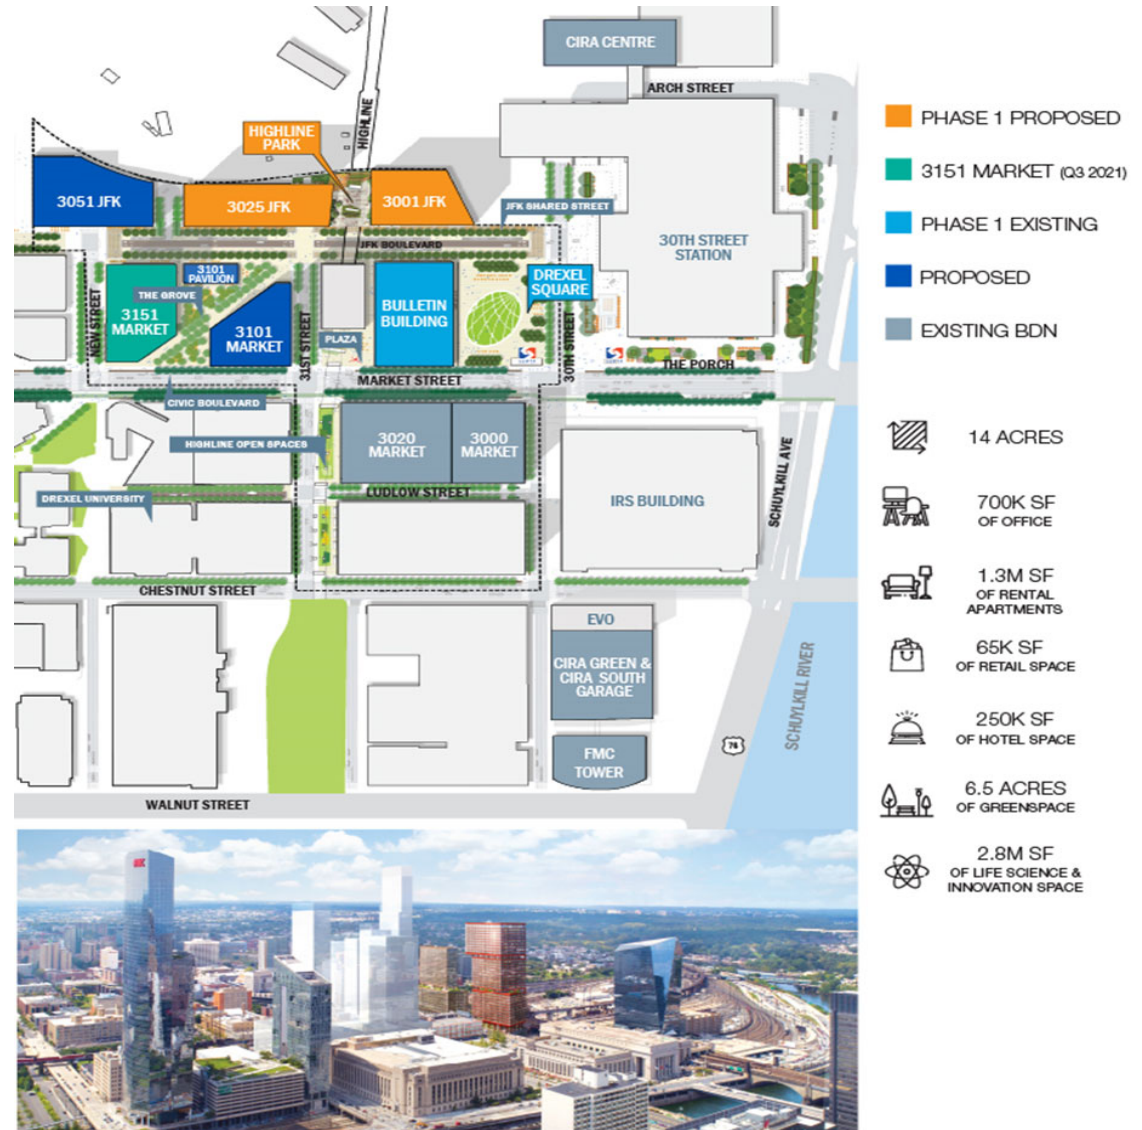 CIRA CENTRE
ARCH STREET
HIGHLINE
HIGHLINE
PARK
3051 JFK
3025 JFK
3001 JFK
JFK SHARED STREET
JFK BOULEVARD
30TH STREET
STATION
3101
PAVILION
THE GROVE
3151
MARKET
3101
MARKET
NEW STREET
31ST STREET
PLAZA
BULLETIN
BUILDING
DREXEL
SQUARE
30TH STREET
THE PORCH
MARKET STREET
CIVIC BOULEVARD
HIGHLINE OPEN SPACES
3020
MARKET
3000
MARKET
DREXEL UNIVERSITY
LUDLOW STREET
IRS BUILDING
SCHUYLKILL AVE
CHESTNUT STREET
EVO
CIRA GREEN &
CIRA SOUTH
GARAGE
FMC
TOWER
76
SCHUYLKILL RIVER
WALNUT STREET
PHASE 1 PROPOSED
3151 MARKET (Q3 2021)
PHASE 1 EXISTING
PROPOSED
EXISTING BDN
14 ACRES
700K SF
OF OFFICE
1.3M SF
OF RENTAL
APARTMENTS
65K SF
OF RETAIL SPACE
250K SF
OF HOTEL SPACE
6.5 ACRES
OF GREENSPACE
2.8M SF
OF LIFE SCIENCE &
INNOVATION SPACE